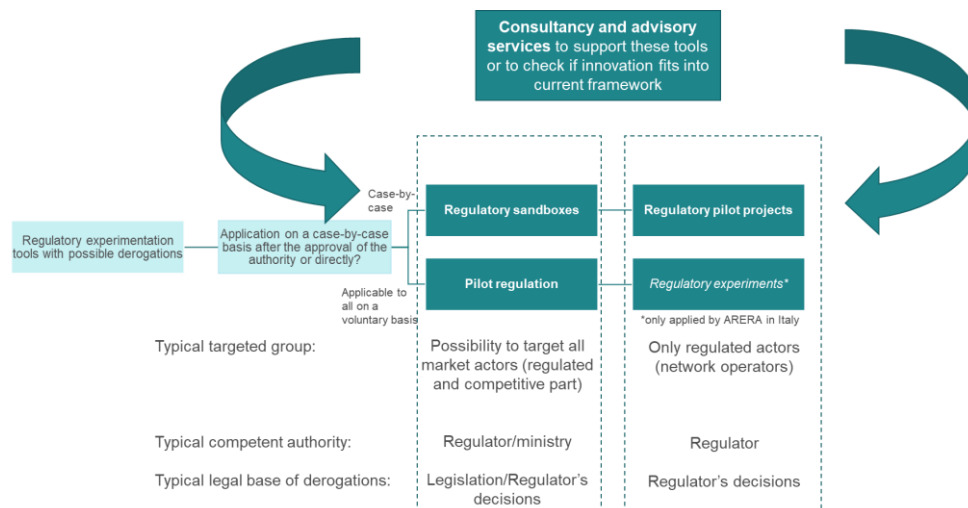 Consultancy and advisory
services to support these tools
or to check if innovation fits into
current framework
Case-by-
case
Regulatory sandboxes
Regulatory pilot projects
Regulatory experimentation
tools with possible derogations
Application on a case-by-case
basis after the approval of the
authority or directly?
Applicable to
all on a
voluntary basis
Pilot regulation
Regulatory experiments*
*only applied by ARERA in Italy
Typical targeted group:
Possibility to target all
market actors (regulated
and competitive part)
Only regulated actors
(network operators)
Typical competent authority:
Regulator/ministry
Regulator
Typical legal base of derogations:
Legislation/Regulator's
decisions
Regulator's decisions